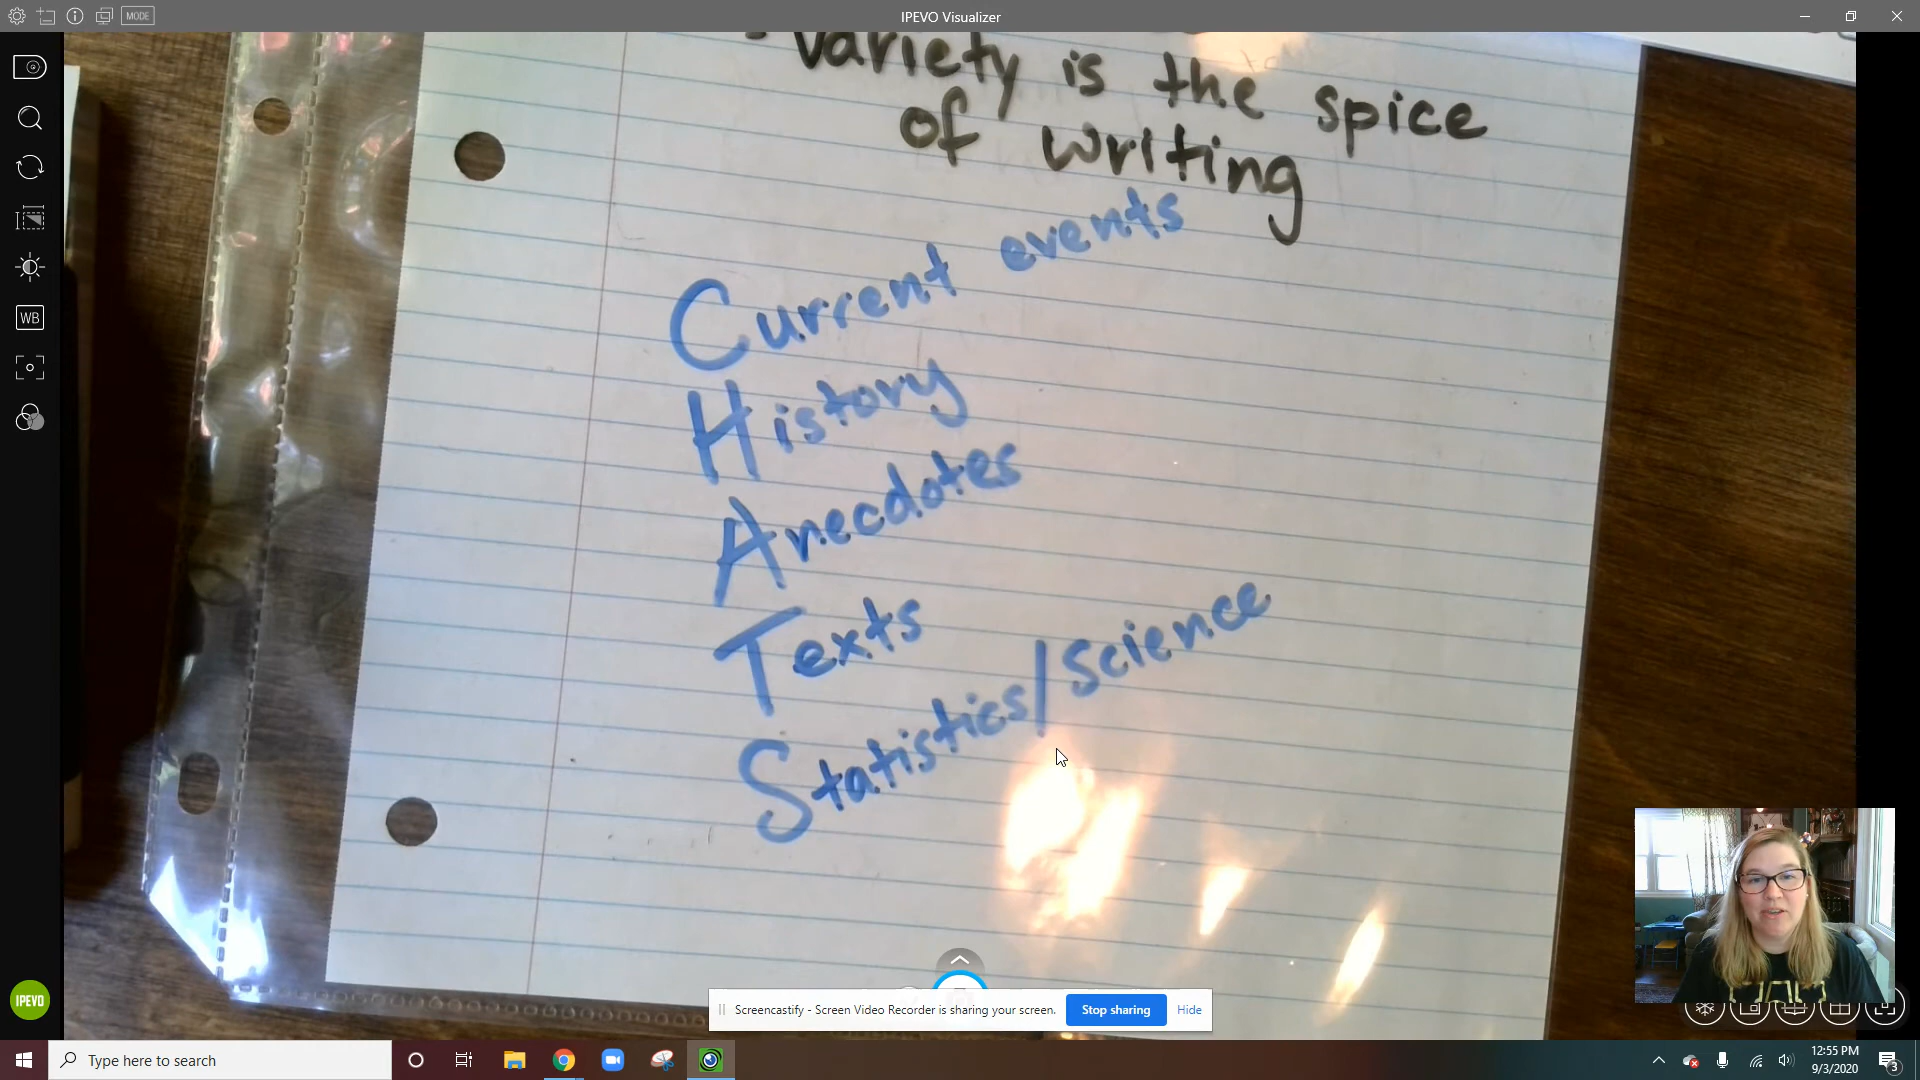 MODE
IPEVO Visualizer
variety is the spice
of writing
Current events
History
Anecdotes
Texts
Statistics/Science
WB
IPEVO
Screencastify - Screen Video Recorder is sharing your screen.
Stop sharing
Hide
Type here to search
12:55 PM
9/3/2020
3